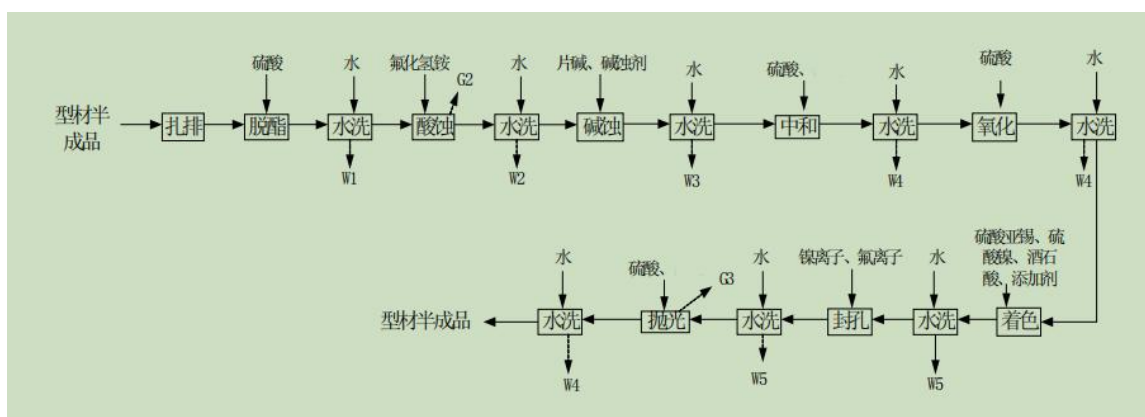 硫酸
水
氟化氢铵
G2
水
片碱、碱蚀剂
水
硫酸、
水
硫酸
水
型材半
成品
扎排
脱酯
水洗
酸蚀
水洗
碱蚀
水洗
中和
水洗
氧化
水洗
W1
W2
W3
W4
W4
水
硫酸、
G3
水
镍离子、氟离子
水
硫酸亚锡、硫
酸镍、酒石
酸、添加剂
型材半成品
水洗
抛光
水洗
封孔
水洗
着色
W4
W5
W5